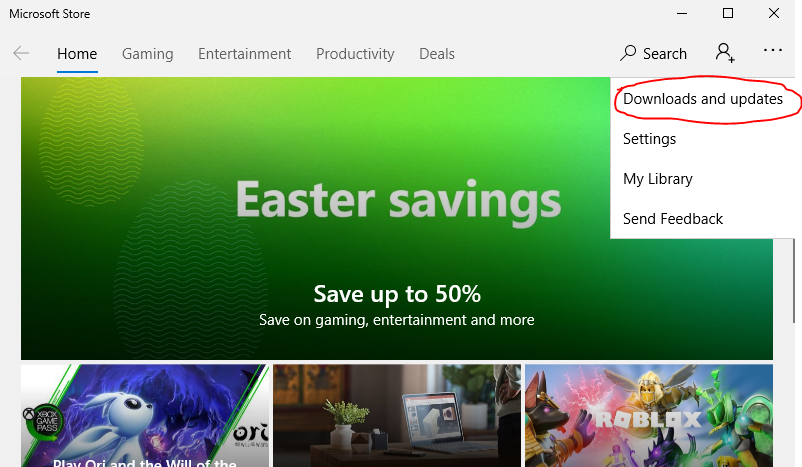 Microsoft Store
Home Gaming Entertainment Productivity Deals Search
Downloads and updates
Settings
My Library
Send Feedback
Easter savings
Save up to 50%
Save on gaming, entertainment and more
XBOX
GAME
PASS
ori
ROBLOX
Play Ori and the Will of the